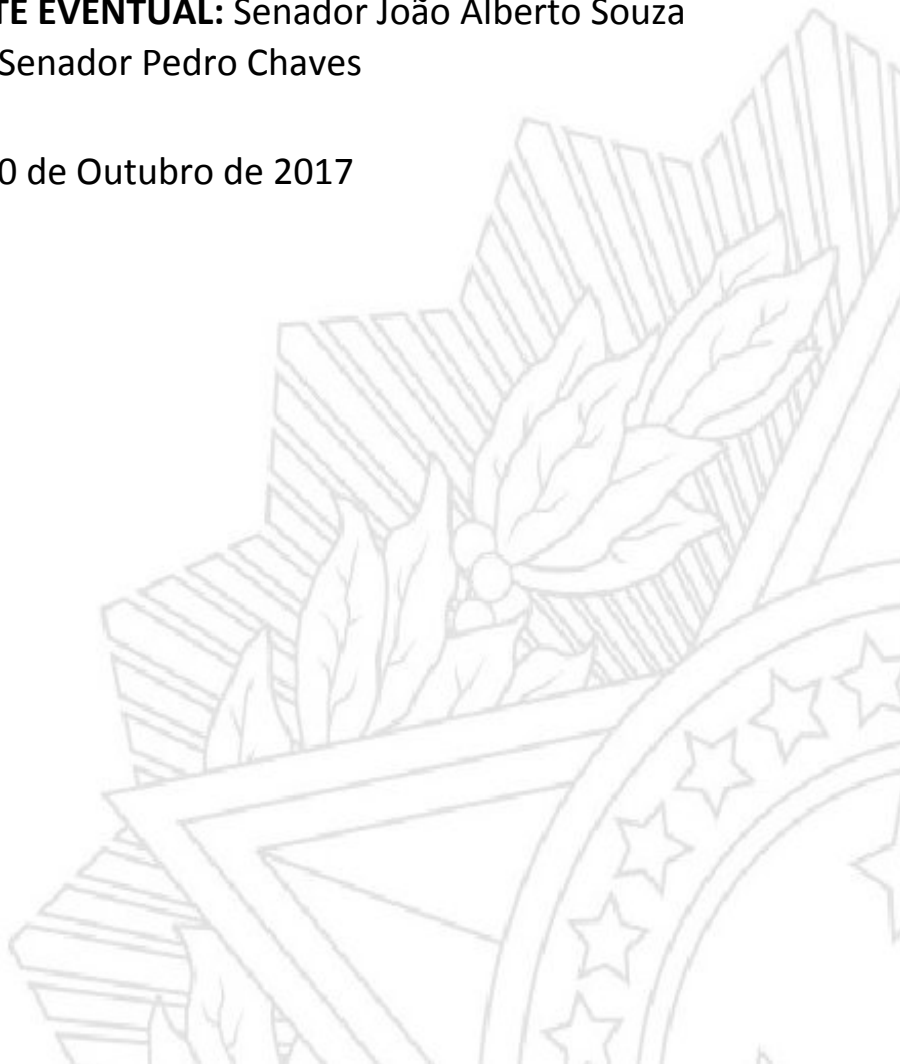 TE EVENTUAL: Senador João Alberto Souza
Senador Pedro Chaves
0 de Outubro de 2017